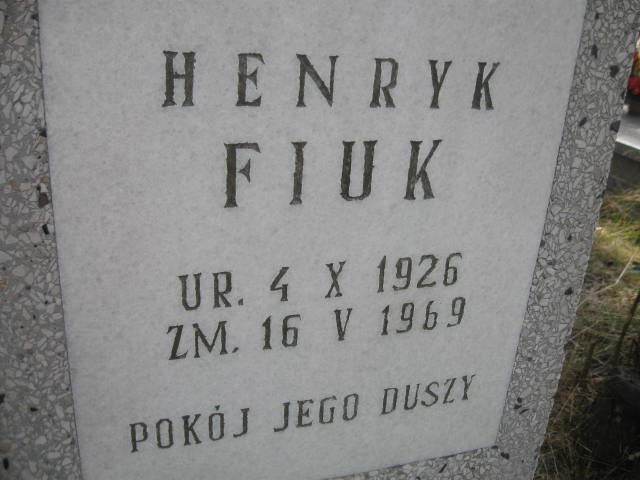 HENRYK
FIUK
UR. 4 X 1926
ZM. 16 V 1969
POKÓJ JEGO DUSZY